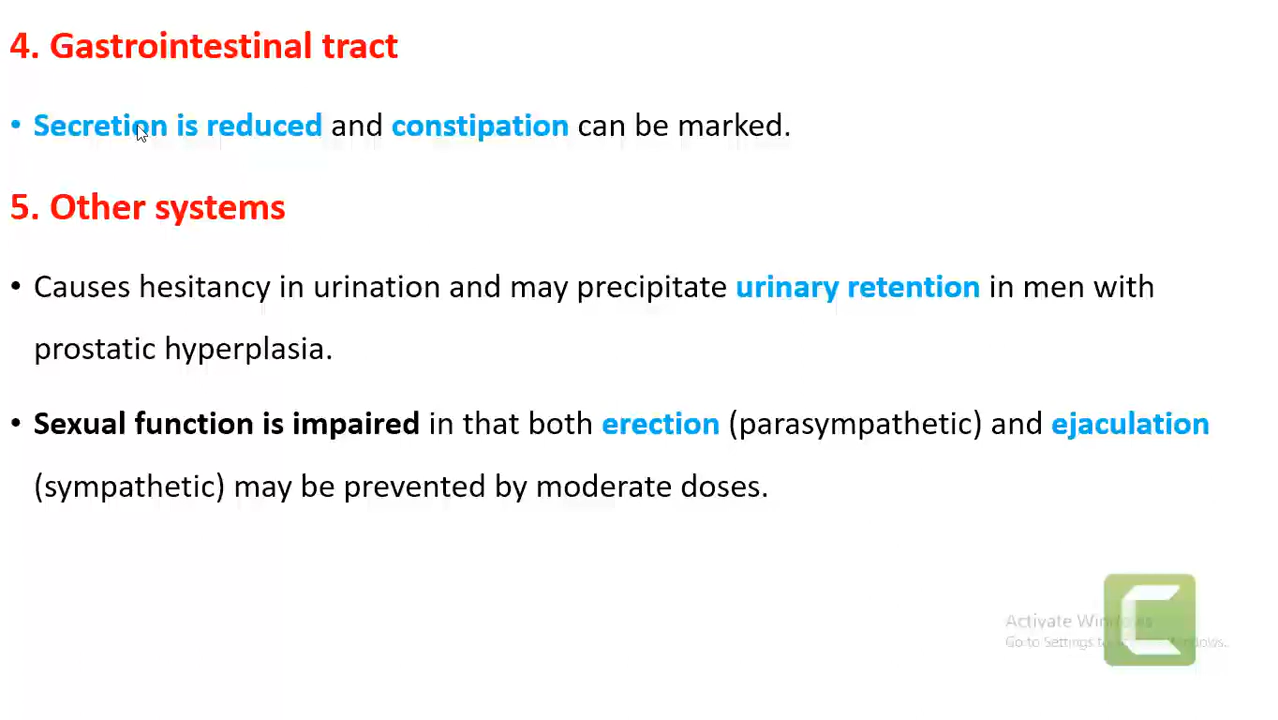 4. Gastrointestinal tract
• Secretion is reduced and constipation can be marked.
5. Other systems
• Causes hesitancy in urination and may precipitate urinary retention in men with
prostatic hyperplasia.
• Sexual function is impaired in that both erection (parasympathetic) and ejaculation
(sympathetic) may be prevented by moderate doses.
Activate Windows
Go to Settings to Windows.